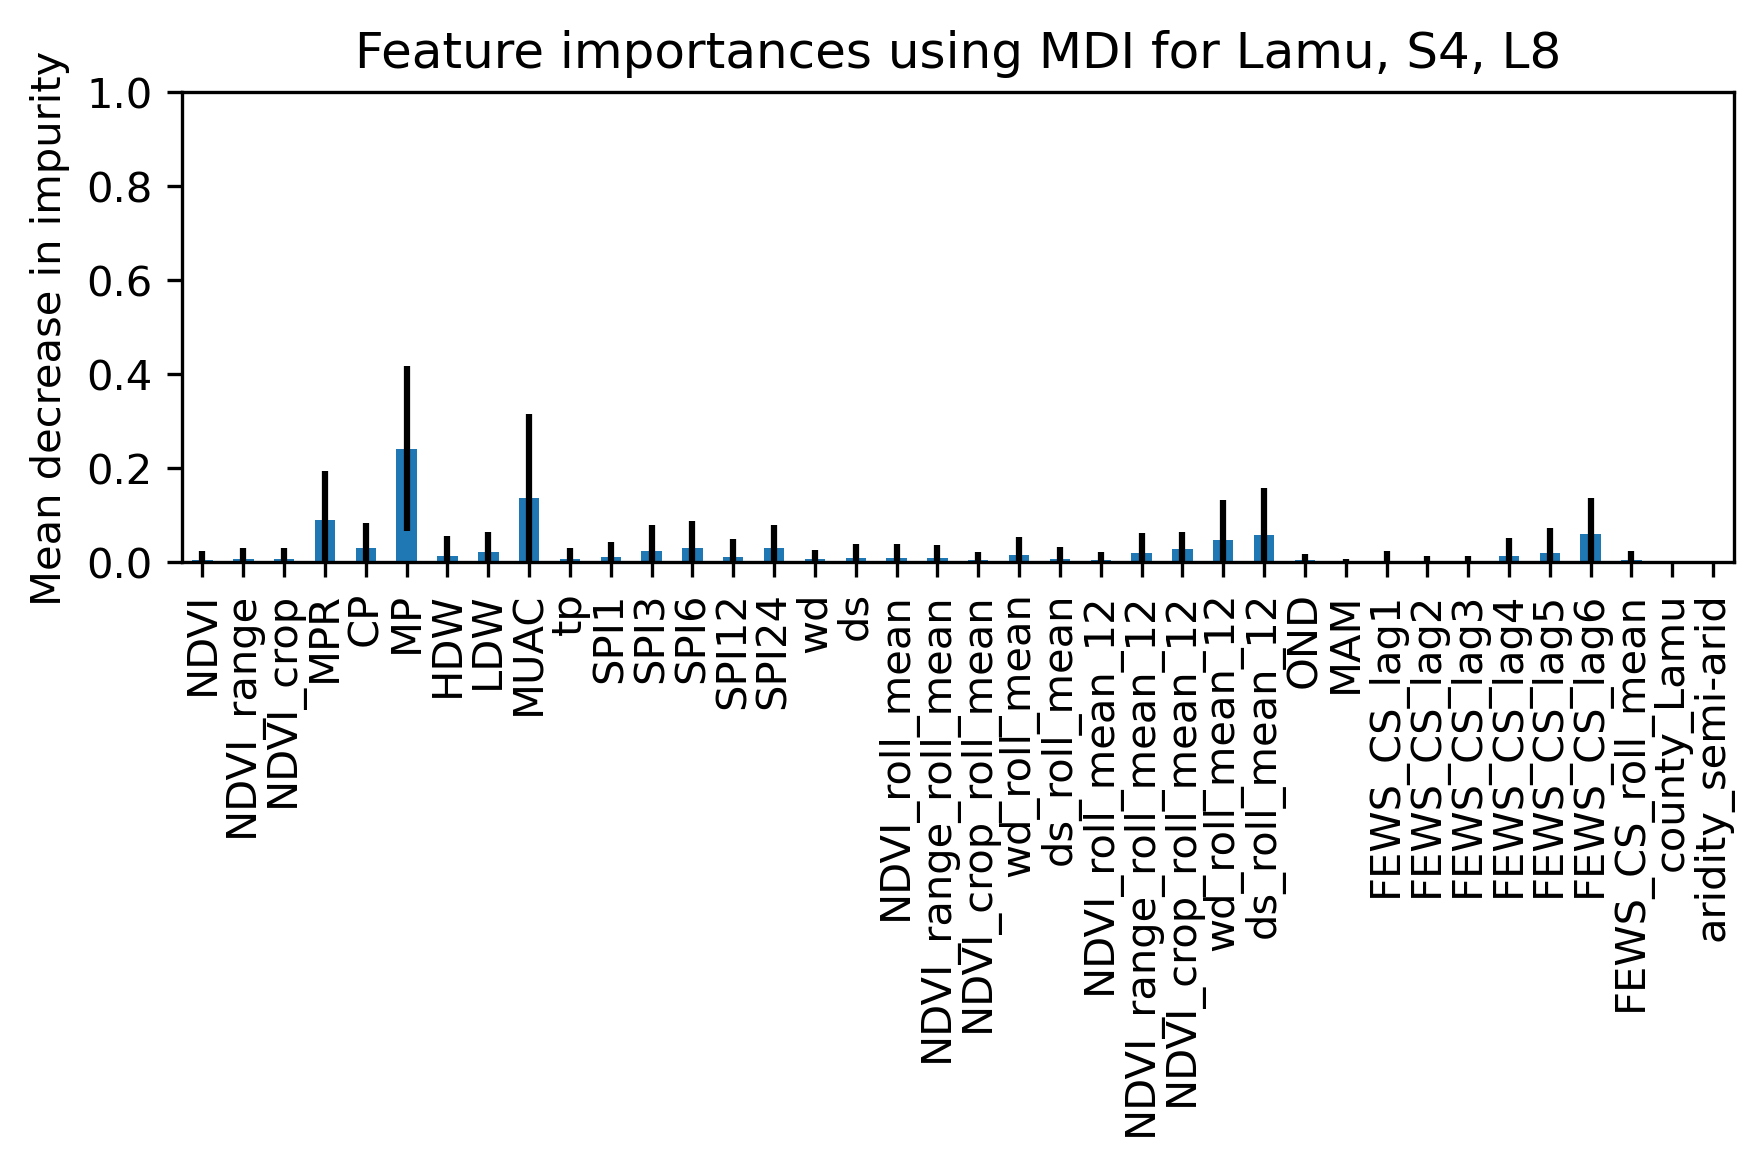 Feature importances using MDI for Lamu, S4, L8
Mean decrease in impurity
1.0
0.8
0.6
0.4
0.2
0.0
NDVI
NDVI_range
NDVI_crop
MPR
CP
MP
HDW
LDW
MUAC
tp
SPI1
SPI3
SPI6
SPI12
SPI24
wd
ds
NDVI_roll_mean
NDVI_range_roll_mean
NDVI_crop_roll_mean
wd_roll_mean
ds_roll_mean
NDVI_roll_mean_12
NDVI_range_roll_mean_12
NDVI_crop_roll_mean_12
wd_roll_mean_12
ds_roll_mean_12
OND
MAM
FEWS_CS_lag1
FEWS_CS_lag2
FEWS_CS_lag3
FEWS_CS_lag4
FEWS_CS_lag5
FEWS_CS_lag6
FEWS_CS_roll_mean
county_Lamu
aridity_semi-arid